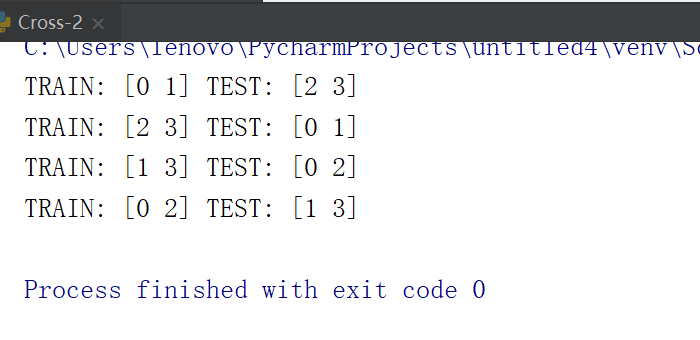 Cross-2 ×
C:\Users\lenovo\PycharmProjects\untitled4\venv\
TRAIN: [0 1] TEST: [2 3]
TRAIN: [2 3] TEST: [0 1]
TRAIN: [1 3] TEST: [0 2]
TRAIN: [0 2] TEST: [1 3]
Process finished with exit code 0